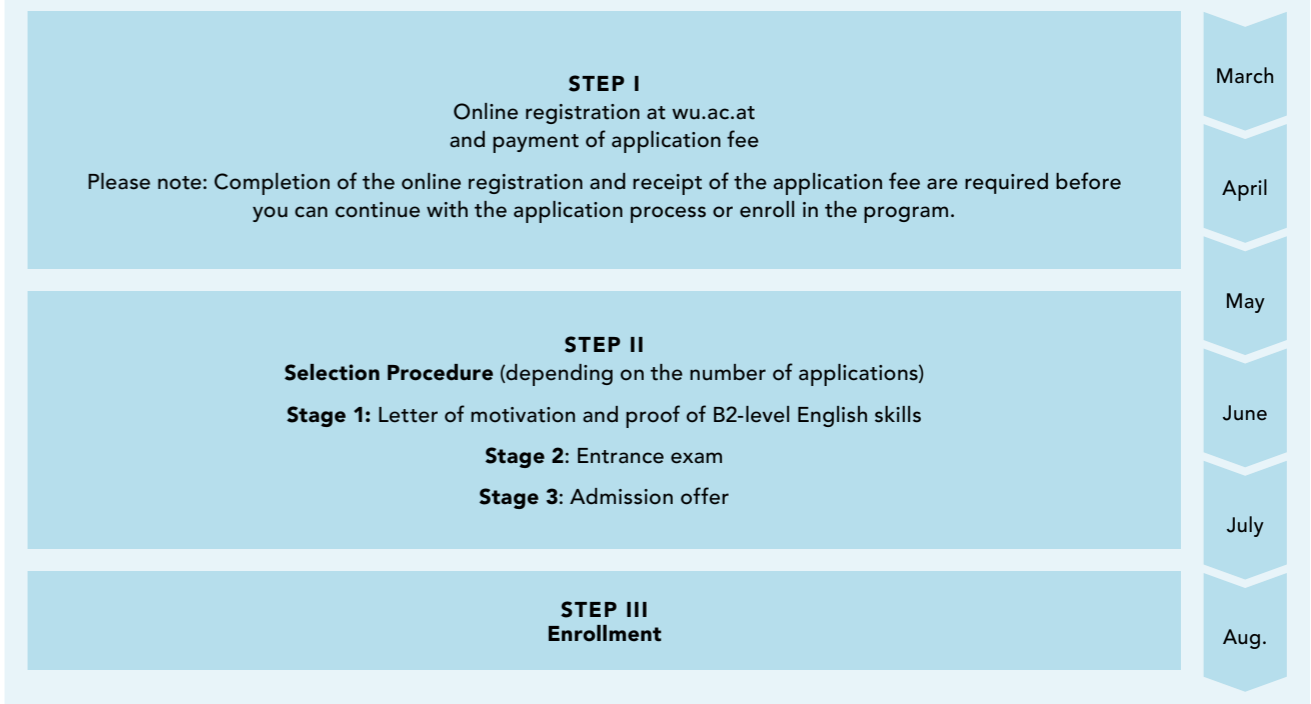 STEP I
Online registration at wu.ac.at
and payment of application fee
Please note: Completion of the online registration and receipt of the application fee are required before
you can continue with the application process or enroll in the program.
STEP II
Selection Procedure (depending on the number of applications)
Stage 1: Letter of motivation and proof of B2-level English skills
Stage 2: Entrance exam
Stage 3: Admission offer
STEP III
Enrollment
March
April
May
June
July
Aug.